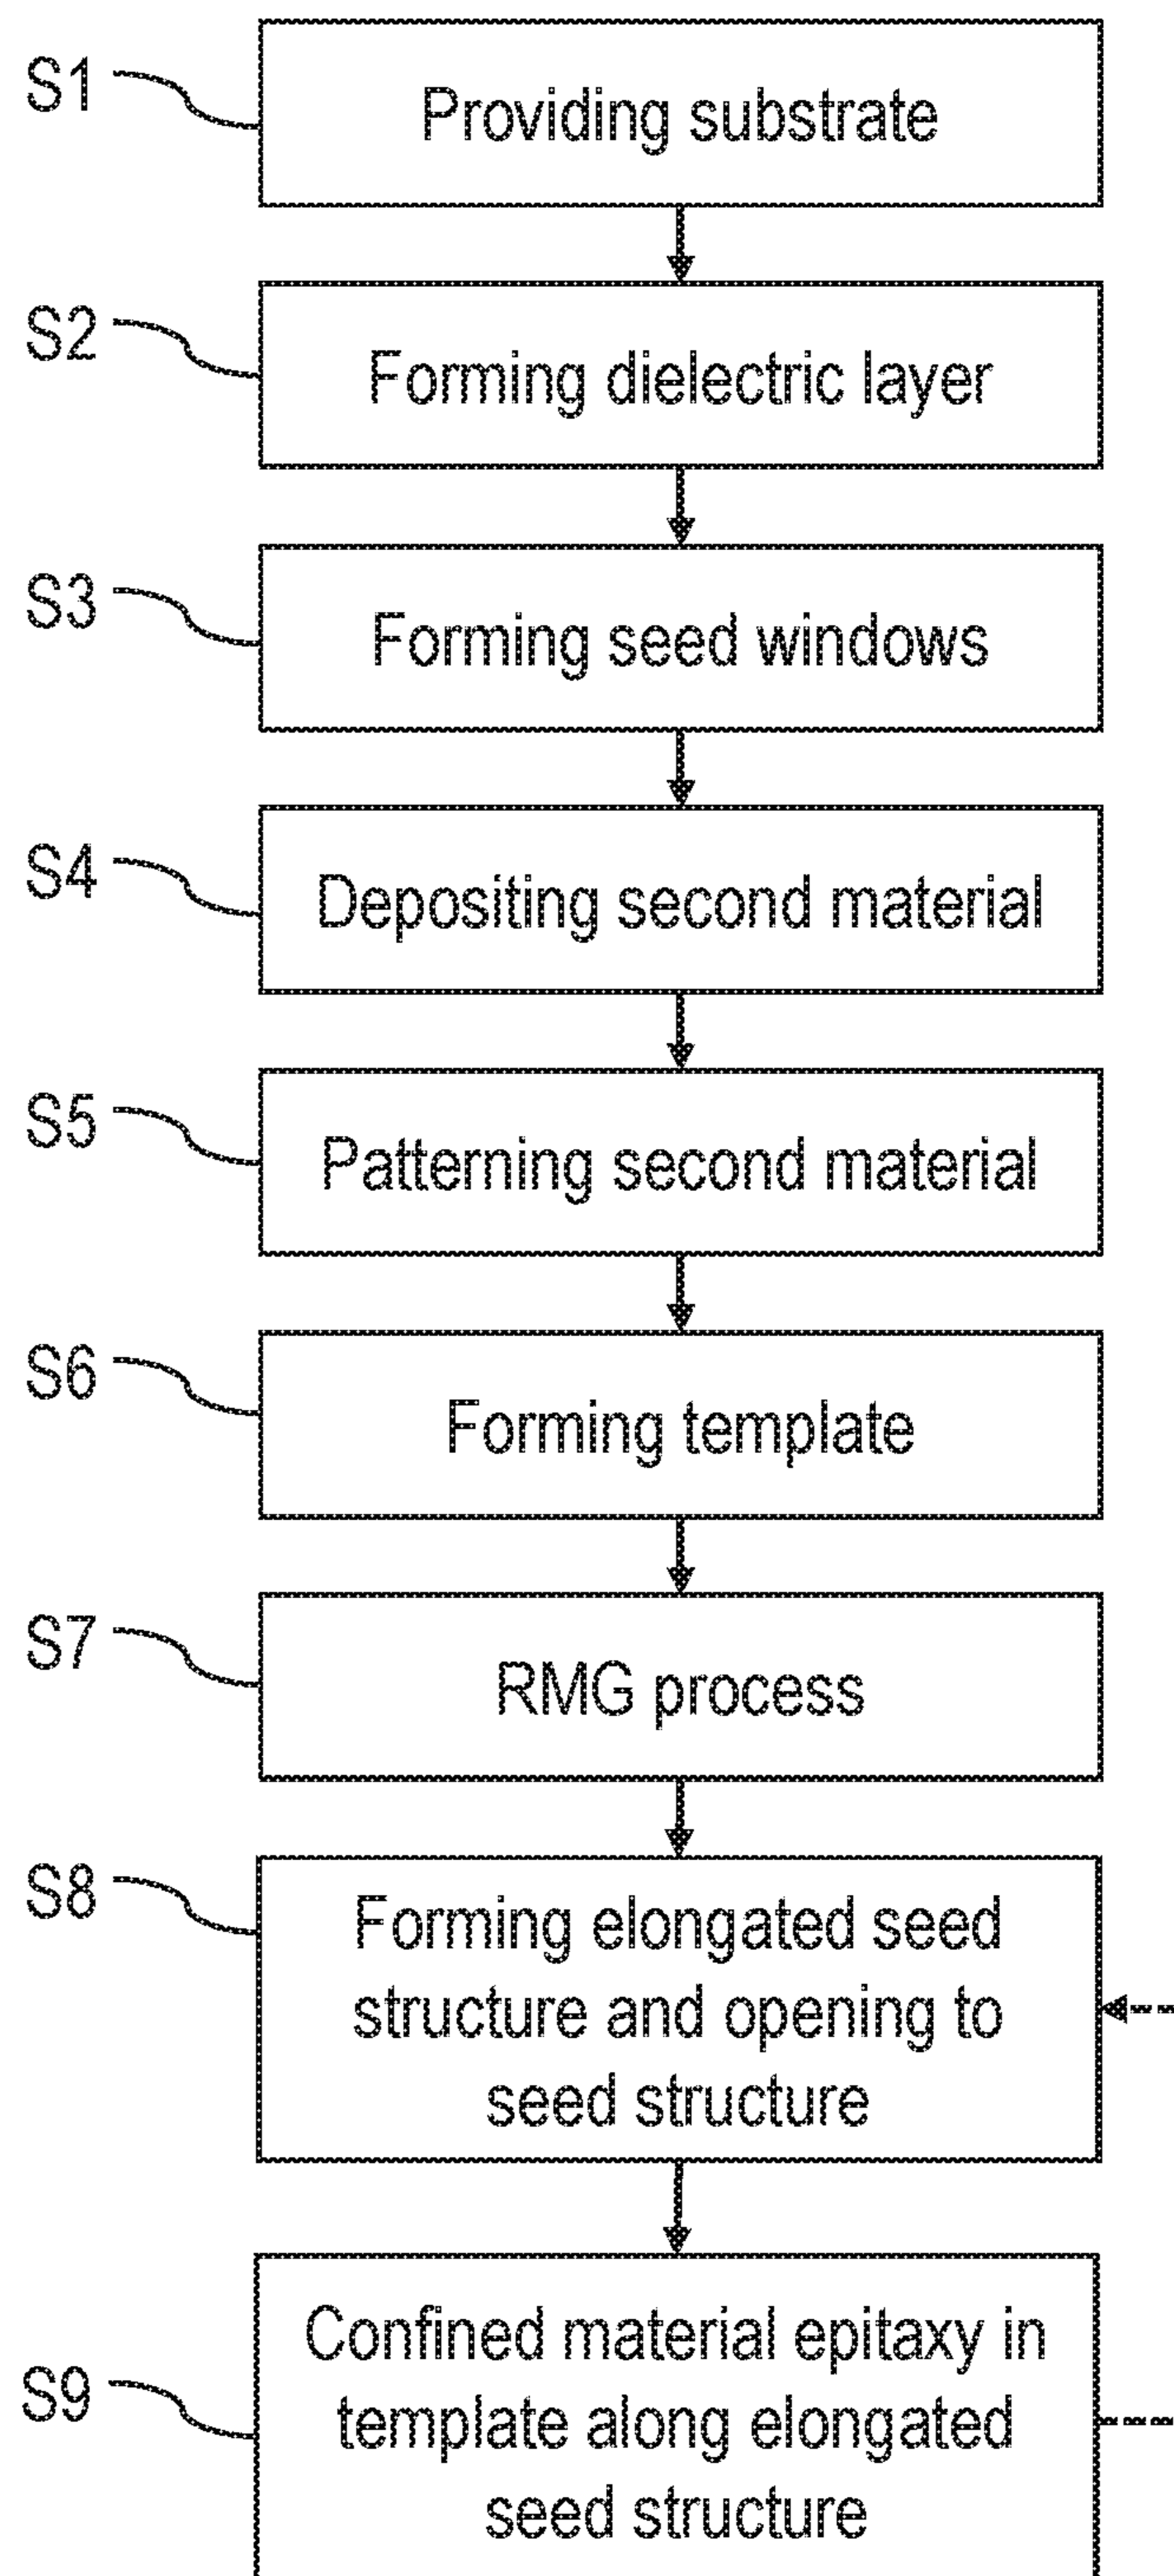 S1
Providing substrate
S2
Forming dielectric layer
S3
Forming seed windows
S4
Depositing second material
S5
Patterning second material
S6
Forming template
S7
RMG process
S8
Forming elongated seed
structure and opening to
seed structure
S9
Confined material epitaxy in
template along elongated
seed structure